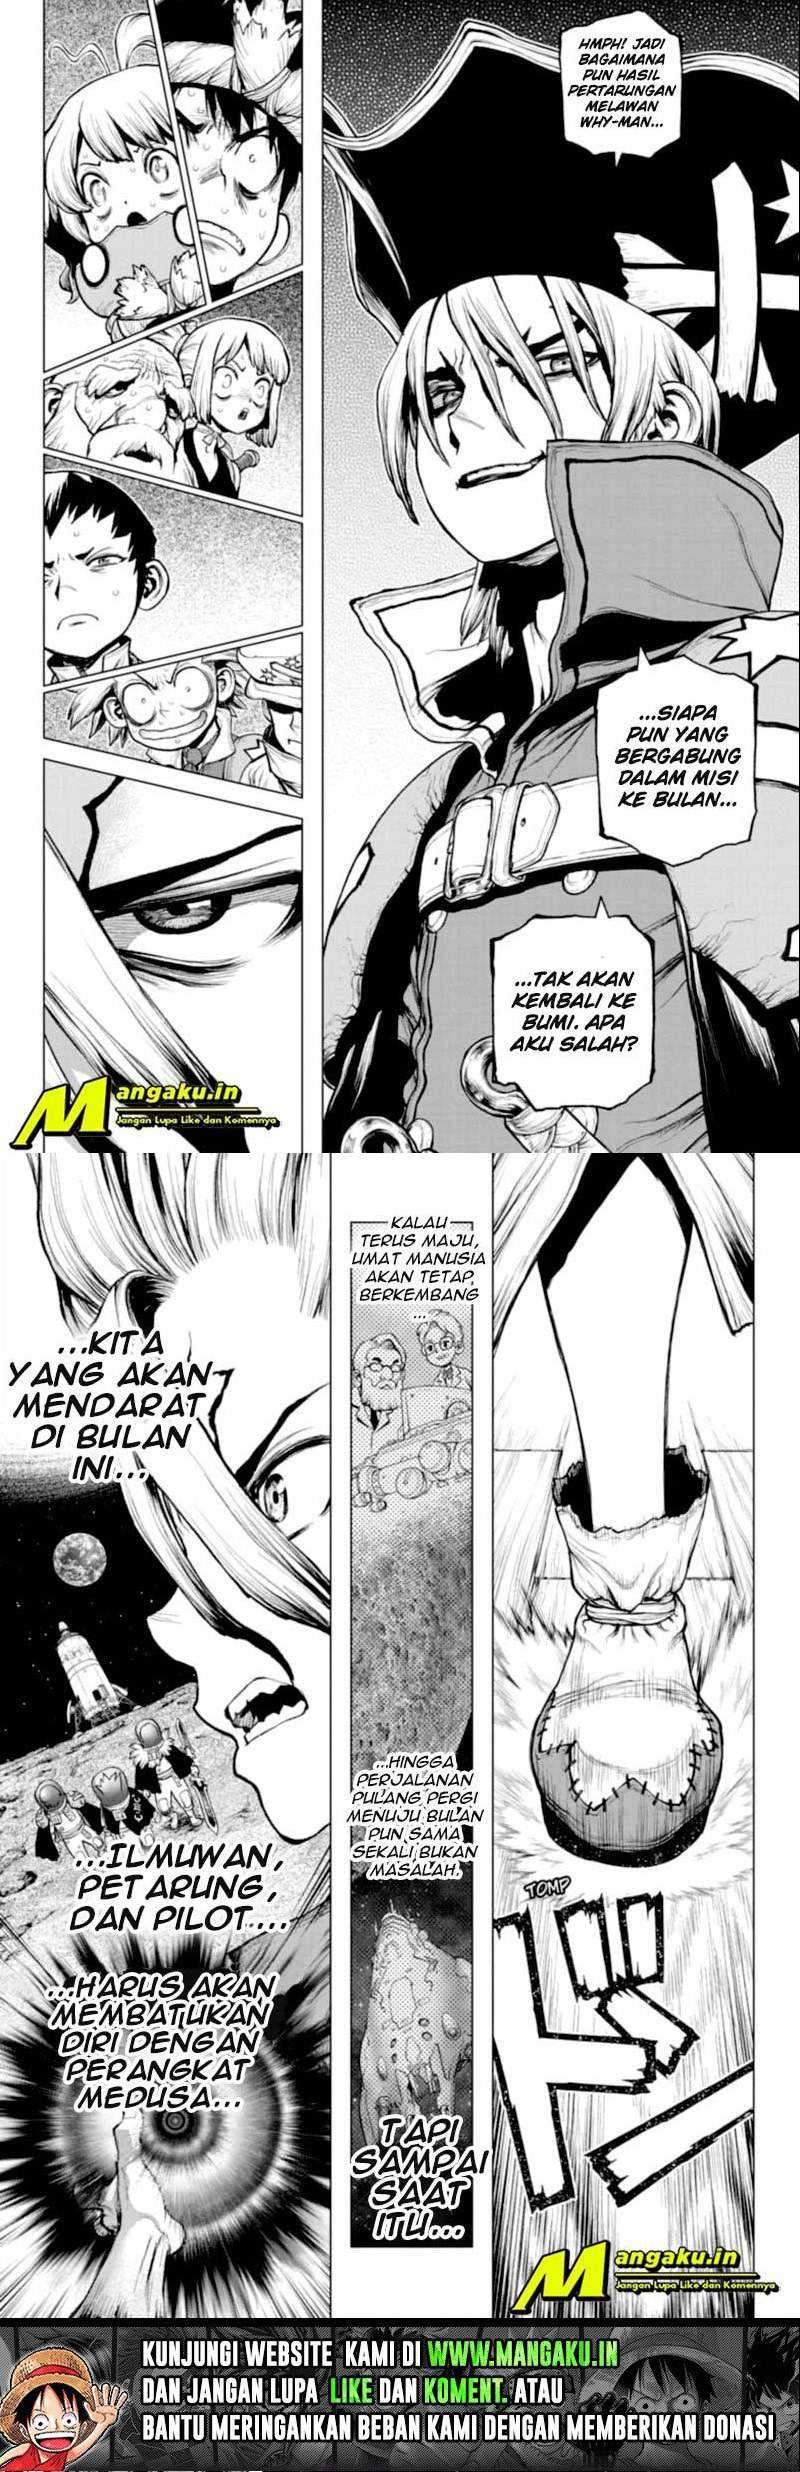 HMPH! JADI
BAGAIMANA
PUN HASIL
PERTARUNGAN
MELAWAN
WHY-MAN...
...SIAPA
PUN YANG
BERGABUNG
DALAM MISI
KE BULAN...
...TAK AKAN
KEMBALI KE
BUMI. APA
AKU SALAH?
Mangaku.in
Jangan Lupa Like dan Komennya
TOMP
ドン
KALAU
TERUS MAJU,
UMAT MANUSIA
AKAN TETAP
BERKEMBANG
...
...HINGGA
PERJALANAN
PULANG PERGI
MENUJU BULAN
PUN SAMA
SEKALI BUKAN
MASALAH.
TAPI
SAMPAI
SAAT
ITU...
...KITA
YANG AKAN
MENDARAT
DI BULAN
INI...
...ILMUWAN,
PETARUNG,
DAN PILOT...
...HARUS AKAN
MEMBATUKAN
DIRI DENGAN
PERANGKAT
MEDUSA...
Mangaku.in
Jangan Lupa Like dan Komennya
KUNJUNGI WEBSITE KAMI DI WWW.MANGAKU.IN
DAN JANGAN LUPA LIKE DAN KOMENT. ATAU
BANTU MERINGANKAN BEBAN KAMI DENGAN MEMBERIKAN DONASI